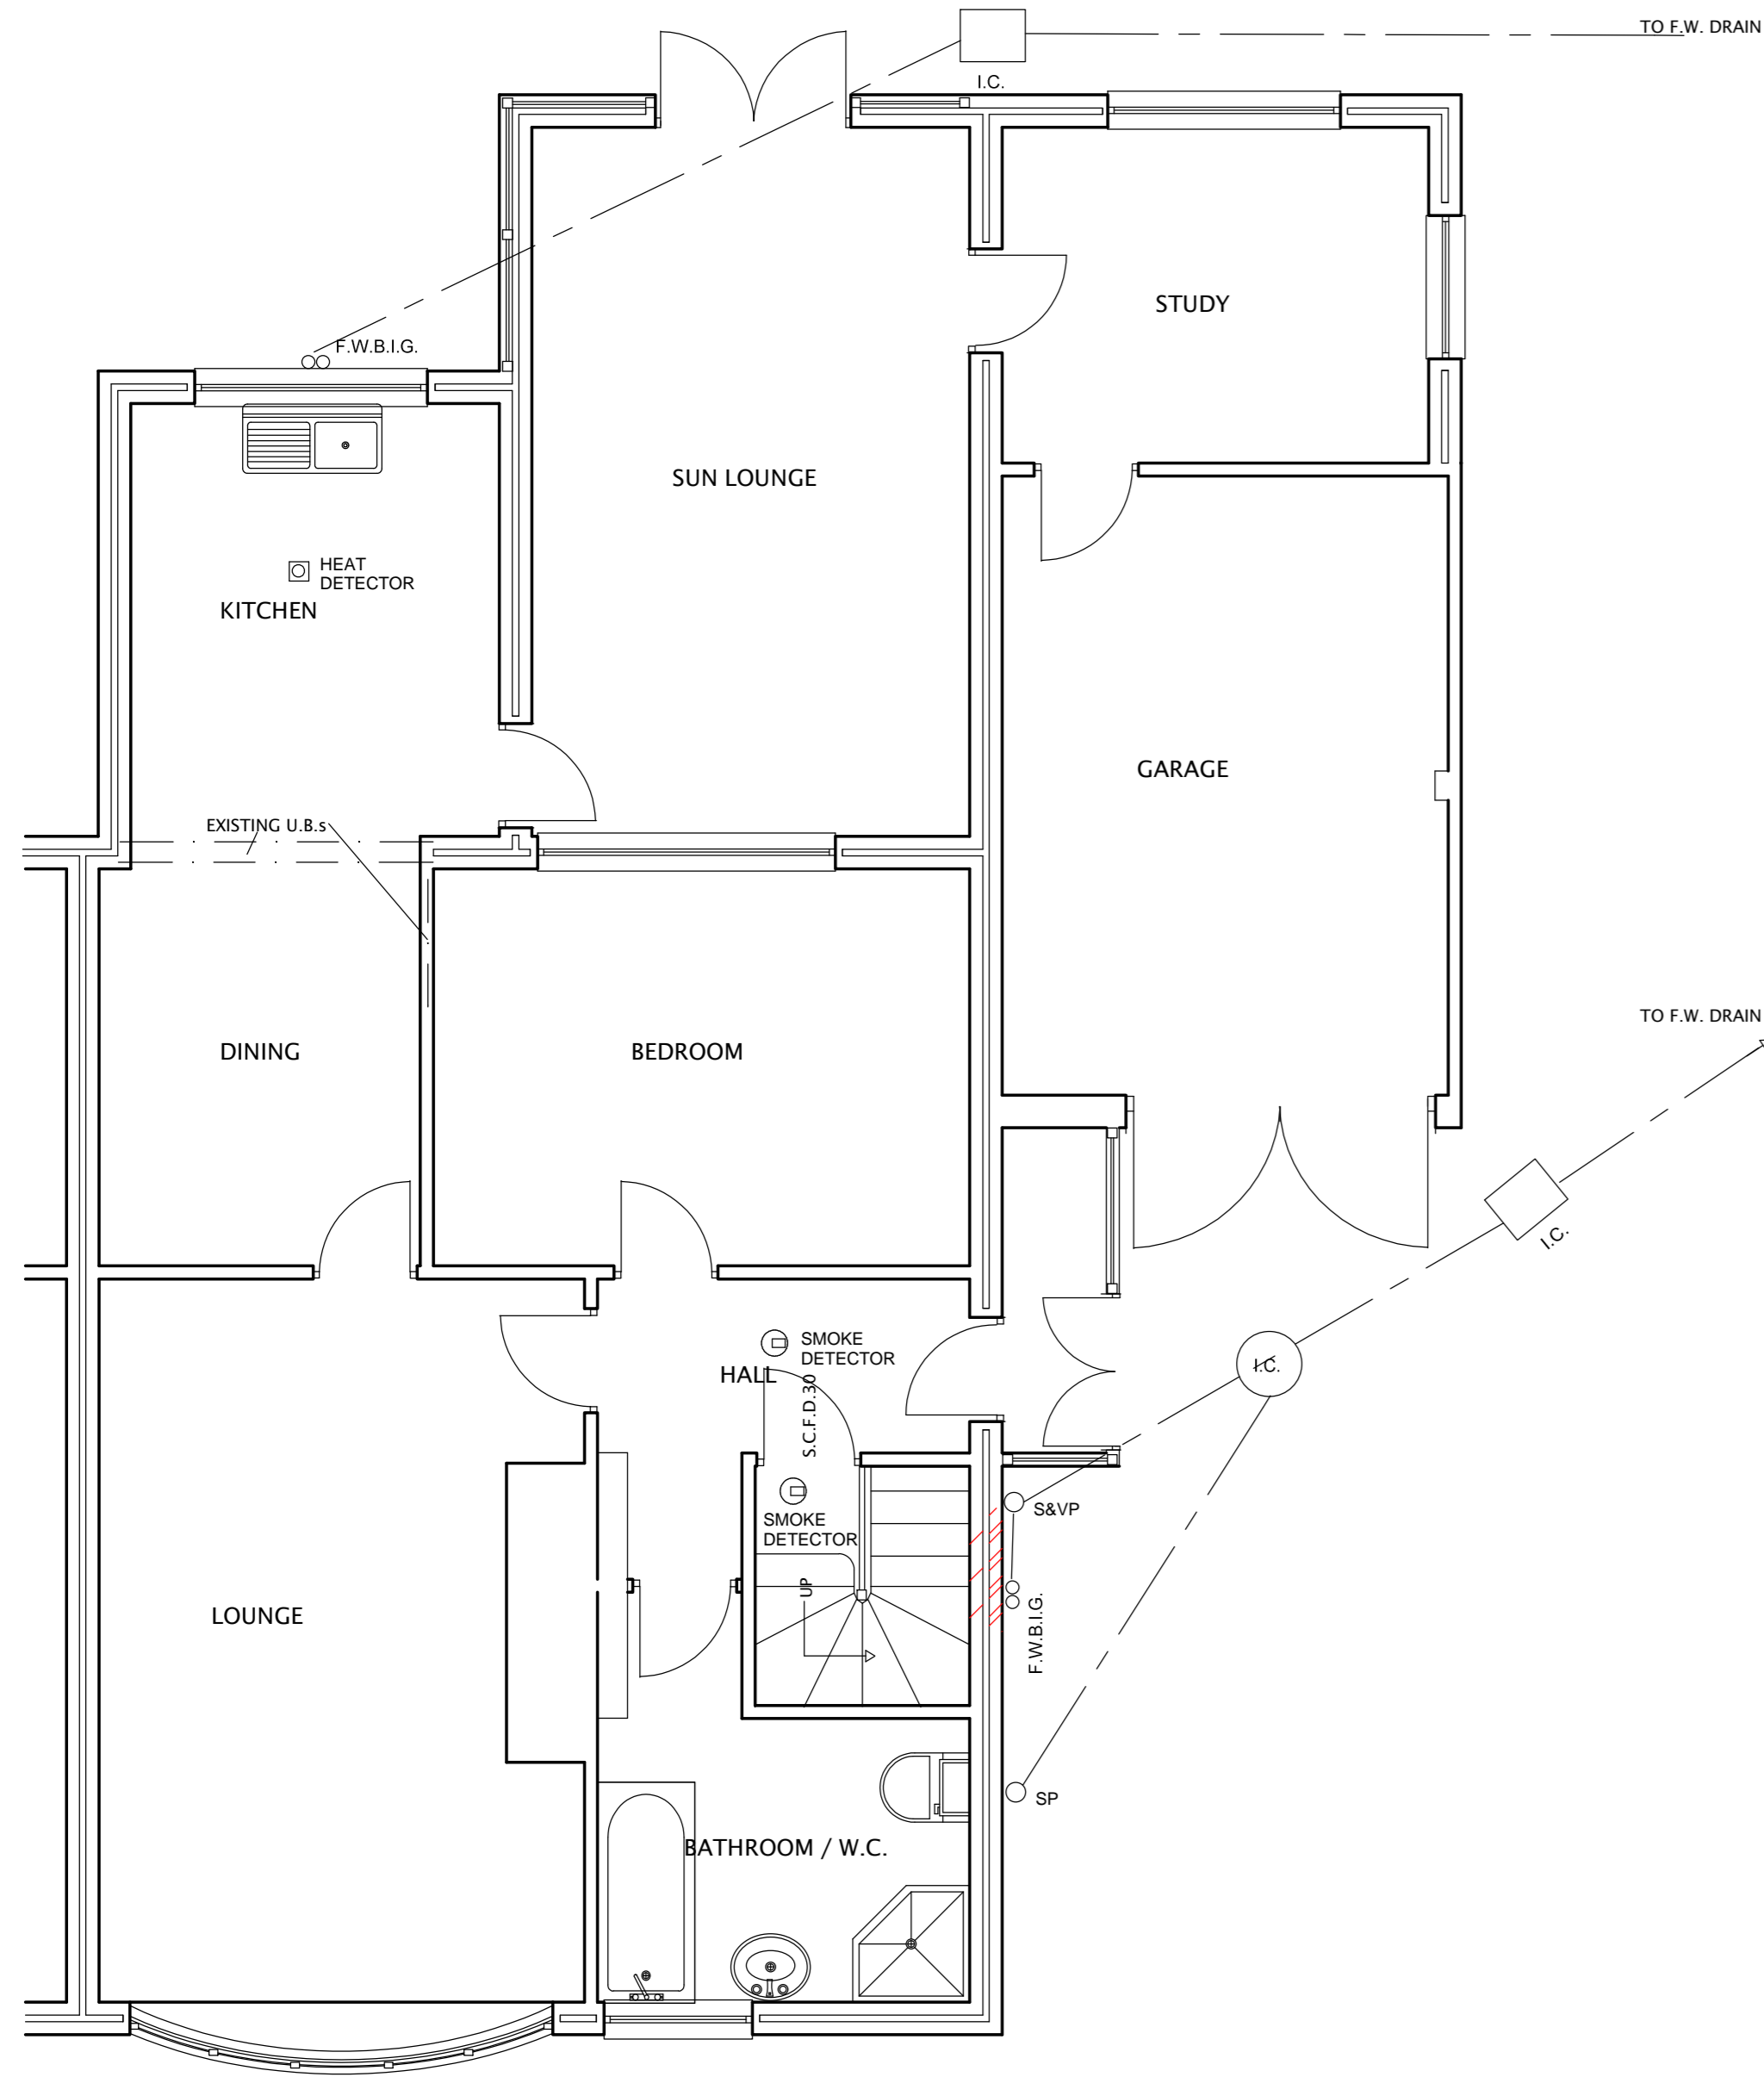 TO F.W. DRAIN
I.C.
STUDY
F.W.B.I.G.
SUN LOUNGE
HEAT
DETECTOR
KITCHEN
GARAGE
EXISTING U.B.s
TO F.W. DRAIN
DINING
BEDROOM
I.C.
SMOKE
DETECTOR
HALL
I.C.
S.C.F.D.30
S&VP
SMOKE
DETECTOR
UP
F.W.B.I.G.
LOUNGE
SP
BATHROOM / W.C.